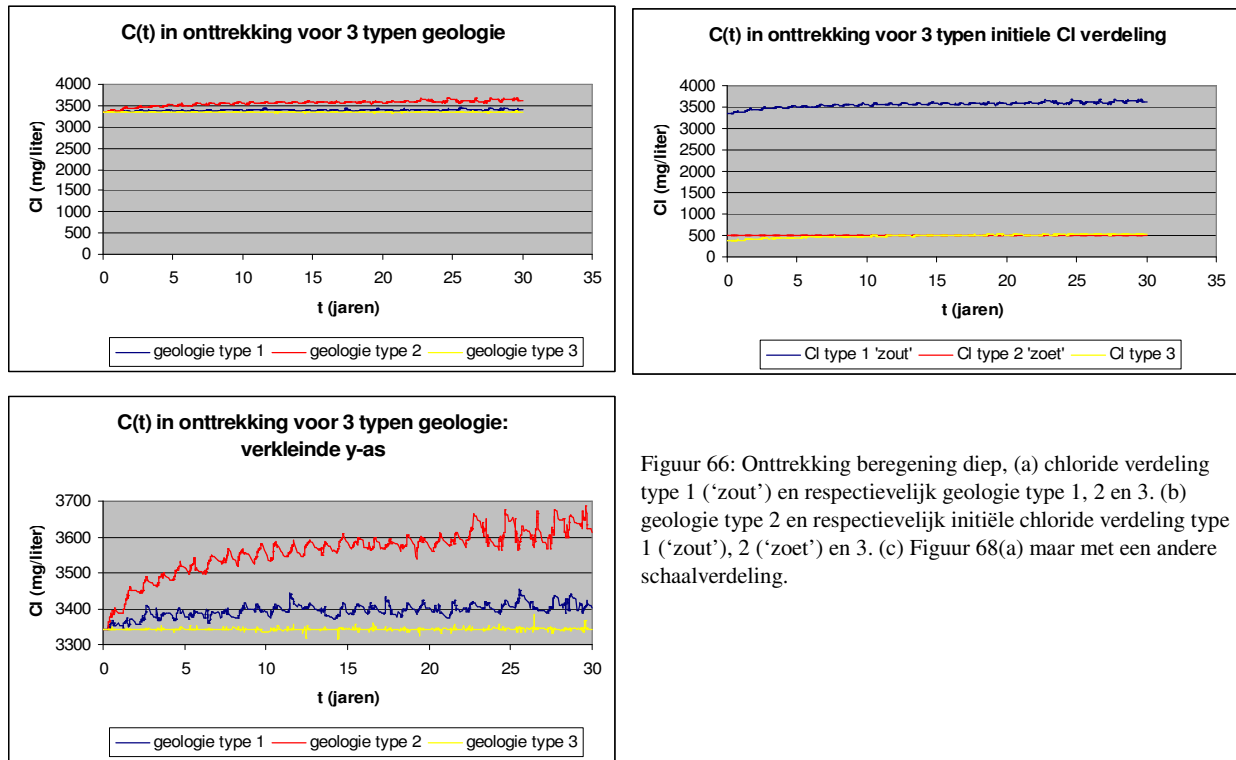 C(t) in onttrekking voor 3 typen geologie
Cl (mg/liter)
4000
3500
3000
2500
2000
1500
1000
500
0
0 5 10 15 20 25 30 35
t (jaren)
geologie type 1 geologie type 2 geologie type 3
C(t) in onttrekking voor 3 typen initiele Cl verdeling
Cl (mg/liter)
4000
3500
3000
2500
2000
1500
1000
500
0
0 5 10 15 20 25 30 35
t (jaren)
Cl type 1 'zout' Cl type 2 'zoet' Cl type 3
C(t) in onttrekking voor 3 typen geologie:
verkleinde y-as
Cl (mg/liter)
3700
3600
3500
3400
3300
0 5 10 15 20 25 30
t (jaren)
geologie type 1 geologie type 2 geologie type 3
Figuur 66: Onttrekking beregening diep, (a) chloride verdeling
type 1 (‘zout’) en respectievelijk geologie type 1, 2 en 3. (b)
geologie type 2 en respectievelijk initiële chloride verdeling type
1 (‘zout’), 2 (‘zoet’) en 3. (c) Figuur 68(a) maar met een andere
schaalverdeling.